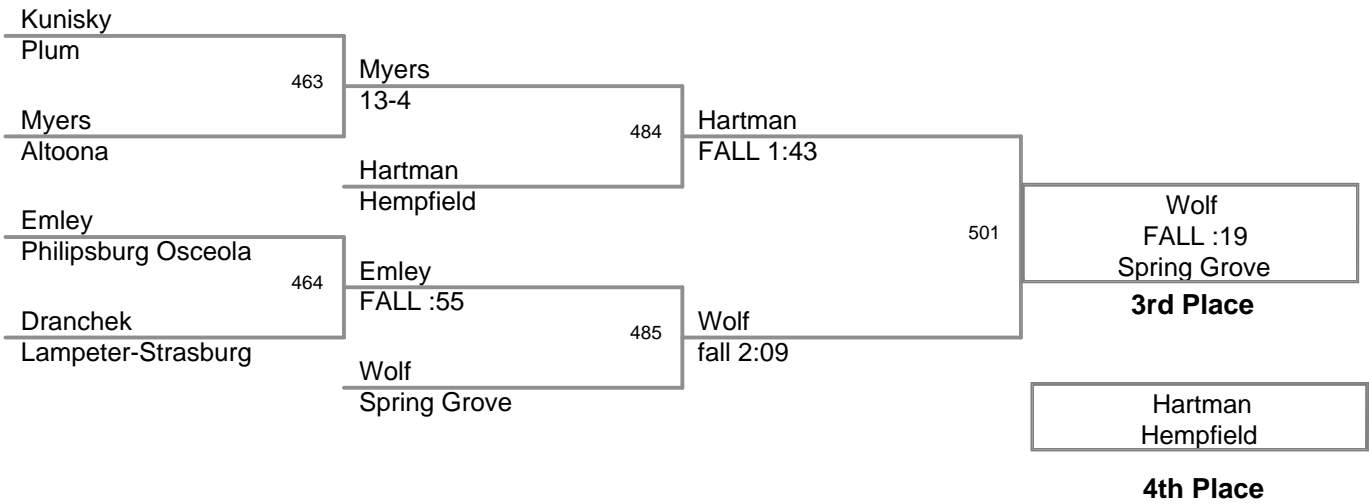 Kunisky
Plum
463
Myers
Altoona
Myers
13-4
484
Hartman
Hempfield
Hartman
FALL 1:43
Emley
Philipsburg Osceola
464
Dranchek
Lampeter-Strasburg
Emley
FALL :55
485
Wolf
Spring Grove
Wolf
fall 2:09
501
Wolf
FALL :19
Spring Grove
3rd Place
Hartman
Hempfield
4th Place